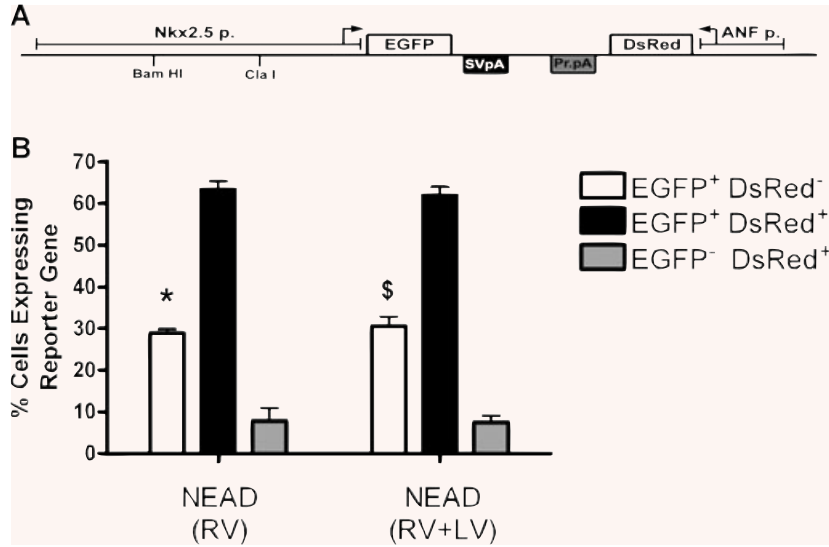 A
Nkx2.5 p.
EGFP
DsRed
ANF p.
SVpA
Pr.pA
Bam HI
Cla I
B
% Cells Expressing
Reporter Gene
70
60
50
40
30
20
10
0
*
$
EGFP⁺ DsRed⁻
EGFP⁺ DsRed⁺
EGFP⁻ DsRed⁺
NEAD
(RV)
NEAD
(RV+LV)